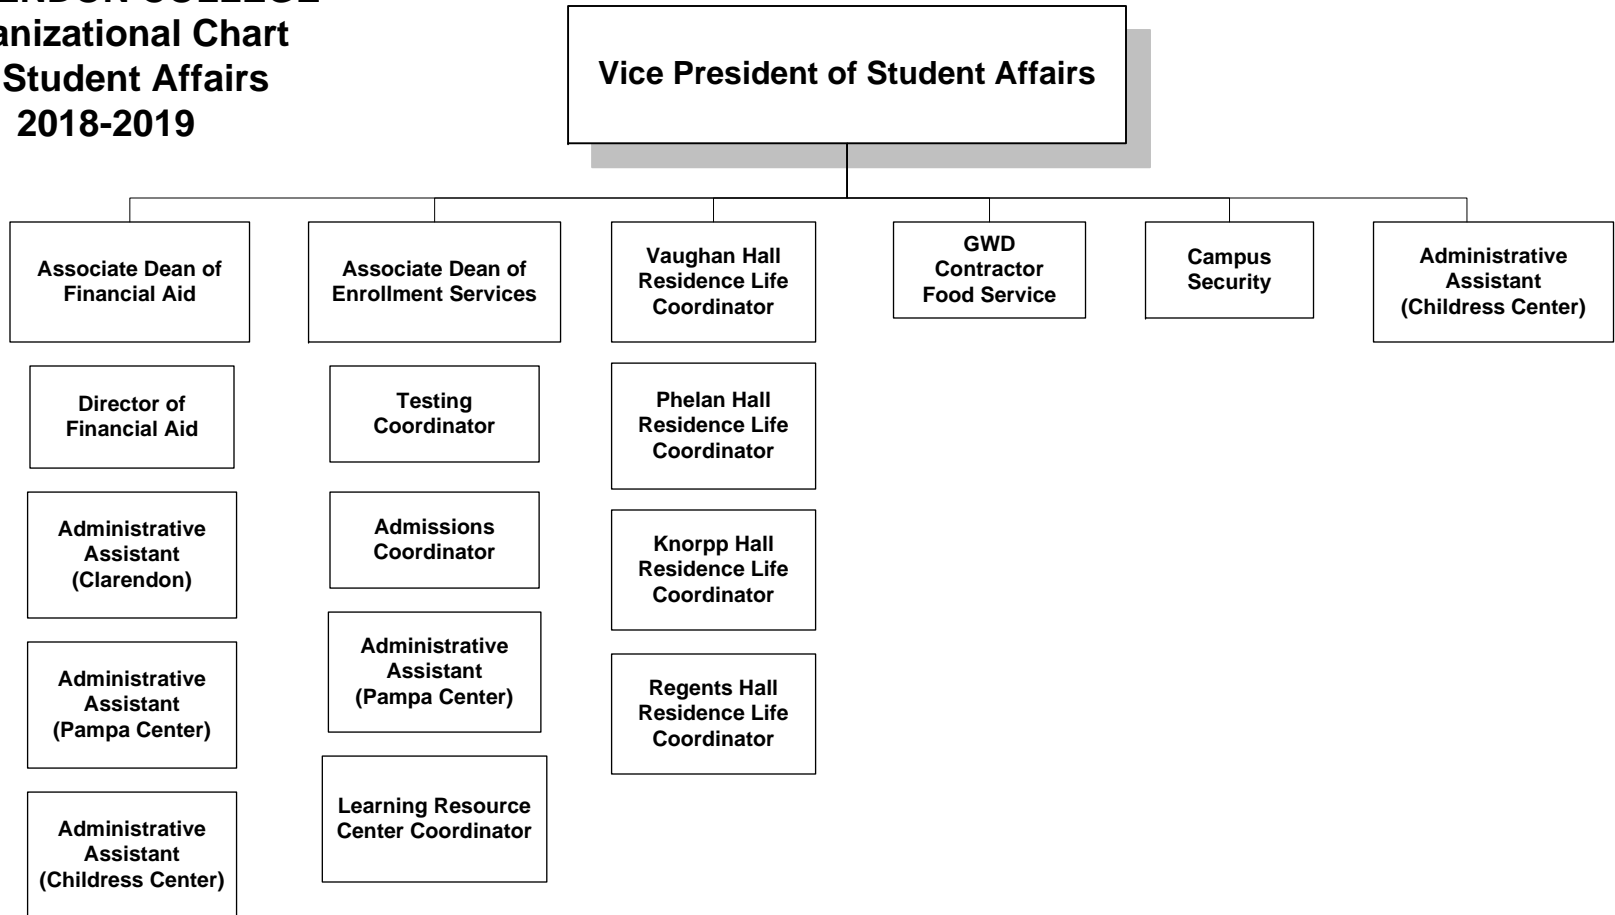 ENDON COLLEGE
anizational Chart
Student Affairs
2018-2019
Vice President of Student Affairs
Associate Dean of
Financial Aid
Director of
Financial Aid
Administrative
Assistant
(Clarendon)
Administrative
Assistant
(Pampa Center)
Administrative
Assistant
(Childress Center)
Associate Dean of
Enrollment Services
Testing
Coordinator
Admissions
Coordinator
Administrative
Assistant
(Pampa Center)
Learning Resource
Center Coordinator
Vaughan Hall
Residence Life
Coordinator
Phelan Hall
Residence Life
Coordinator
Knorpp Hall
Residence Life
Coordinator
Regents Hall
Residence Life
Coordinator
GWD
Contractor
Food Service
Campus
Security
Administrative
Assistant
(Childress Center)